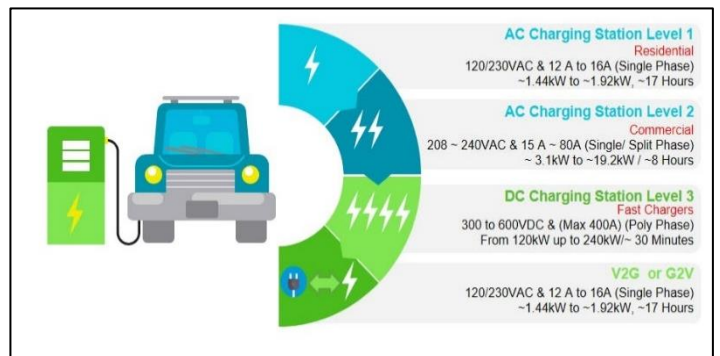 AC Charging Station Level 1
Residential
120/230VAC & 12 A to 16A (Single Phase)
~1.44kW to ~1.92kW, ~17 Hours
AC Charging Station Level 2
Commercial
208 ~ 240VAC & 15 A ~ 80A (Single/ Split Phase)
~ 3.1kW to ~19.2kW / ~8 Hours
DC Charging Station Level 3
Fast Chargers
300 to 600VDC & (Max 400A) (Poly Phase)
From 120kW up to 240kW/~ 30 Minutes
V2G or G2V
120/230VAC & 12 A to 16A (Single Phase)
~1.44kW to ~1.92kW, ~17 Hours